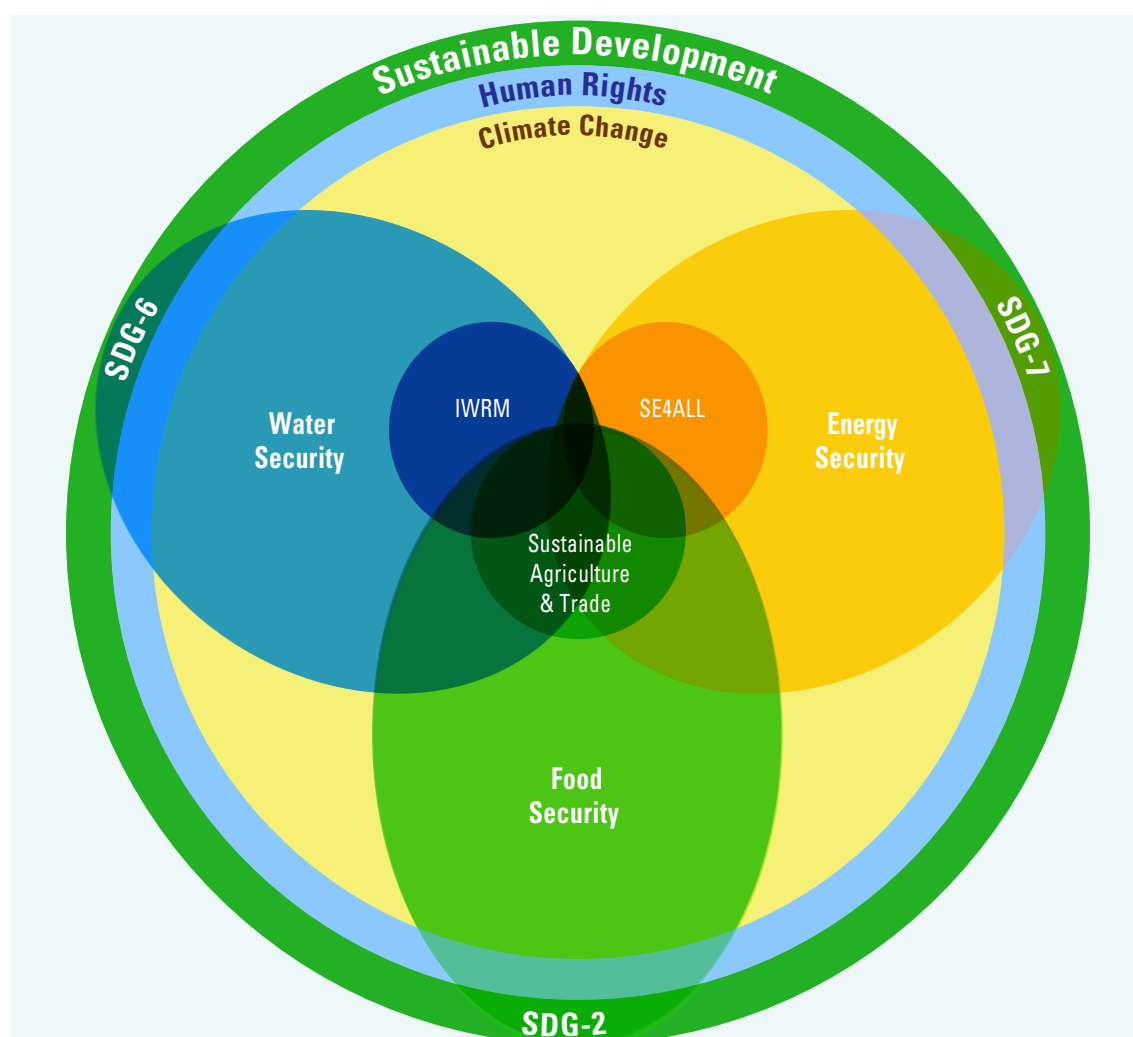 Sustainable Development
Human Rights
Climate Change
SDG-6
SDG-7
IWRM
SE4ALL
Water
Security
Energy
Security
Sustainable
Agriculture
& Trade
Food
Security
SDG-2